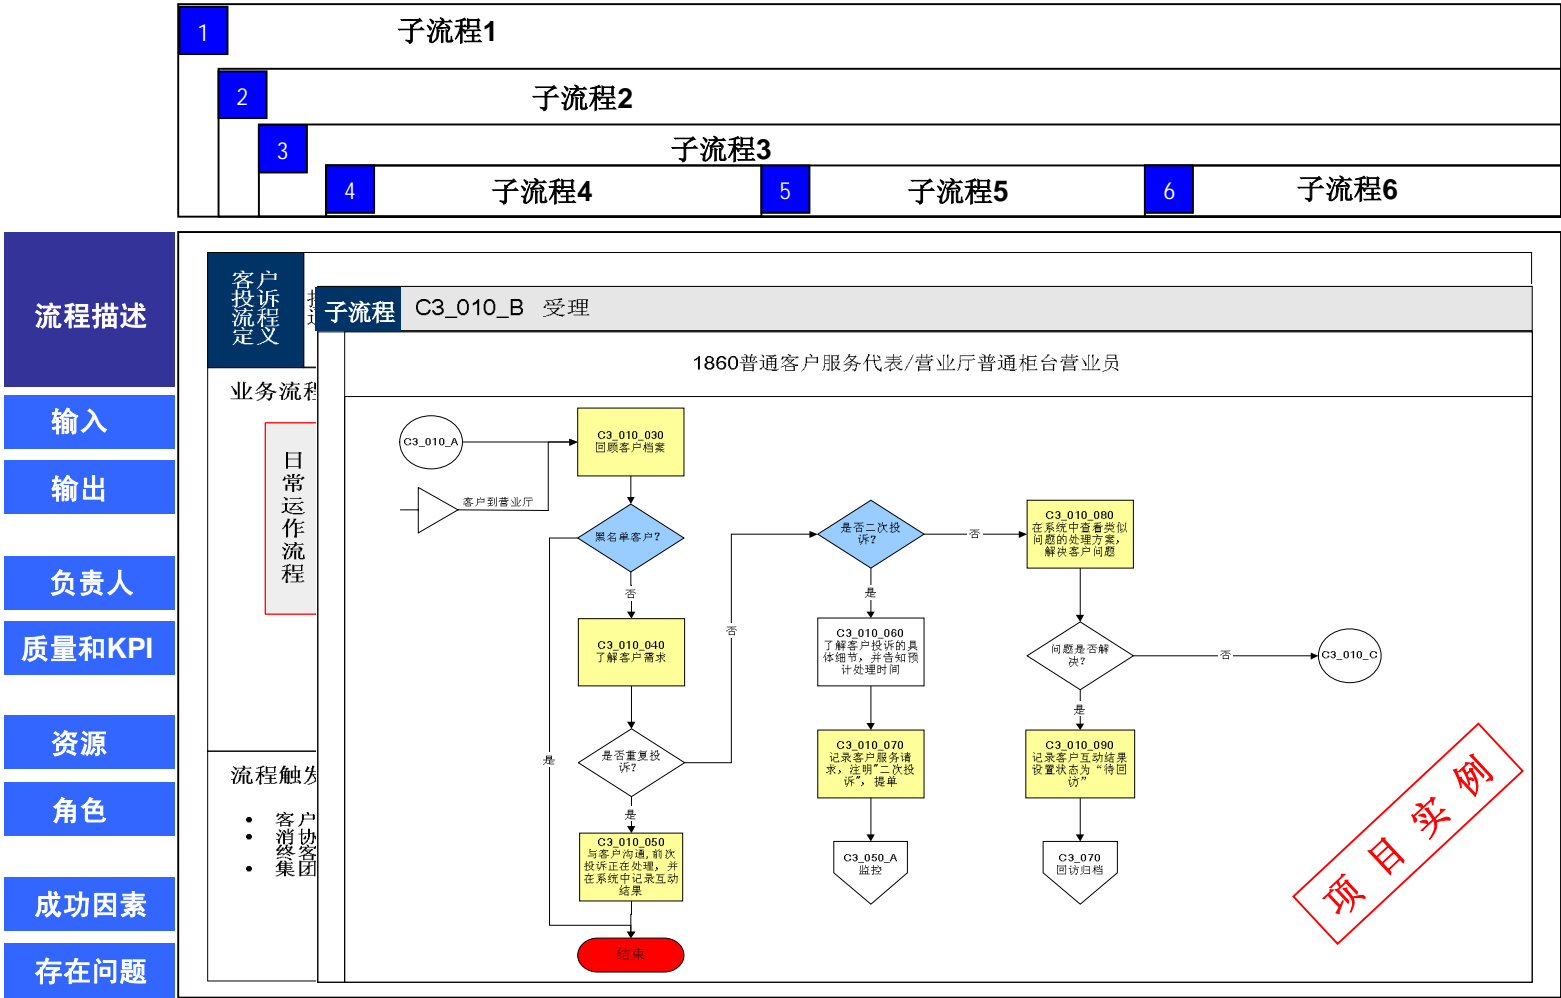 1
子流程1
2
子流程2
3
子流程3
4
子流程4
5
子流程5
6
子流程6
流程描述
输入
输出
负责人
质量和KPI
资源
角色
成功因素
存在问题
客户
投诉
流程
定义
业务流程
日
常
运
作
流
程
流程触发
• 客户
• 消协
终客
• 集团
子流程
C3_010_B 受理
1860普通客户服务代表/营业厅普通柜台营业员
C3_010_A
客户到营业厅
C3_010_030
回顾客户档案
黑名单客户?
否
是
C3_010_040
了解客户需求
是否重复投
诉?
否
是
C3_010_050
与客户沟通,前次
投诉正在处理,并
在系统中记录互动
结果
结束
是否二次投
诉?
否
是
C3_010_060
了解客户投诉的具
体细节,并告知预
计处理时间
C3_010_070
记录客户服务请
求,注明"二次投
诉",提单
C3_050_A
监控
C3_010_080
在系统中查看类似
问题的处理方案,
解决客户问题
问题是否解
决?
否
是
C3_010_C
C3_010_090
记录客户互动结果
设置状态为“待回
访”
C3_070
回访归档
项目实例